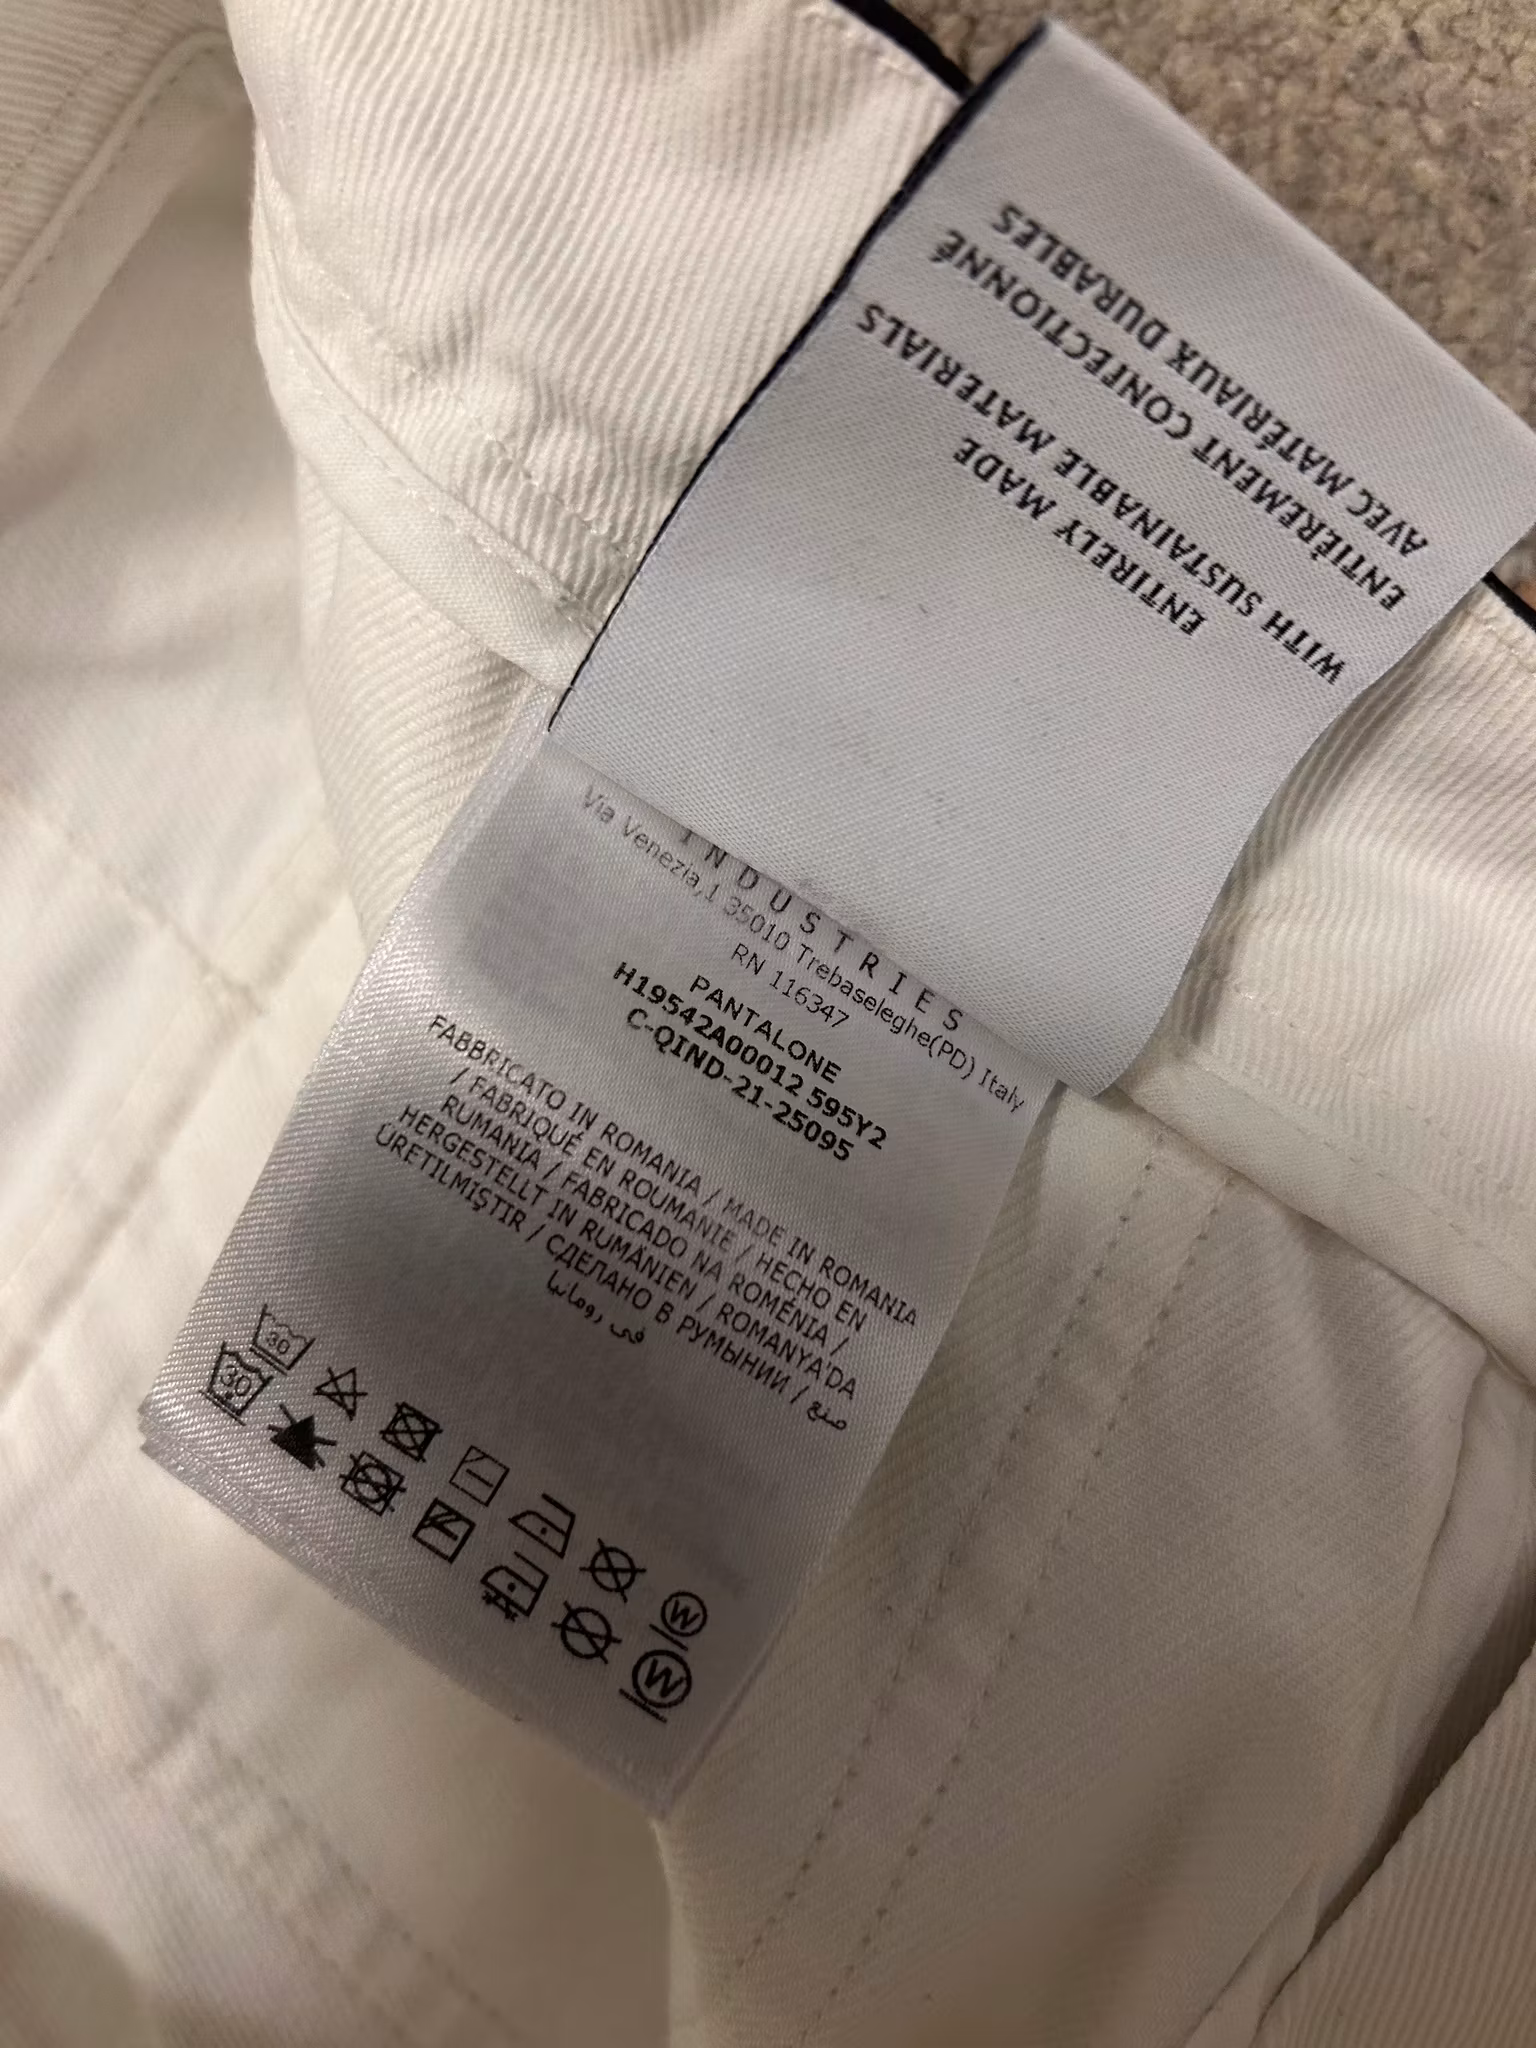 ENTIRELY MADE
WITH SUSTAINABLE MATERIALS
ENTIÈREMENT CONFECTIONNÉ
AVEC MATÉRIAUX DURABLES
INDUSTRIES
Via Venezia,1 35010 Trebaseleghe(PD) Italy
RN 116347
PANTALONE
H19542A00012 595Y2
C-QIND-21-25095
FABBRICATO IN ROMANIA / MADE IN ROMANIA
/ FABRIQUÉ EN ROUMANIE / HECHO EN
RUMANIA / FABRICADO NA ROMÉNIA /
HERGESTELLT IN RUMÄNIEN / ROMANYA'DA
ÜRETILMIŞTIR / СДЕЛАНО В РУМЫНИИ / صنع
في رومانيا
30
W
30
W